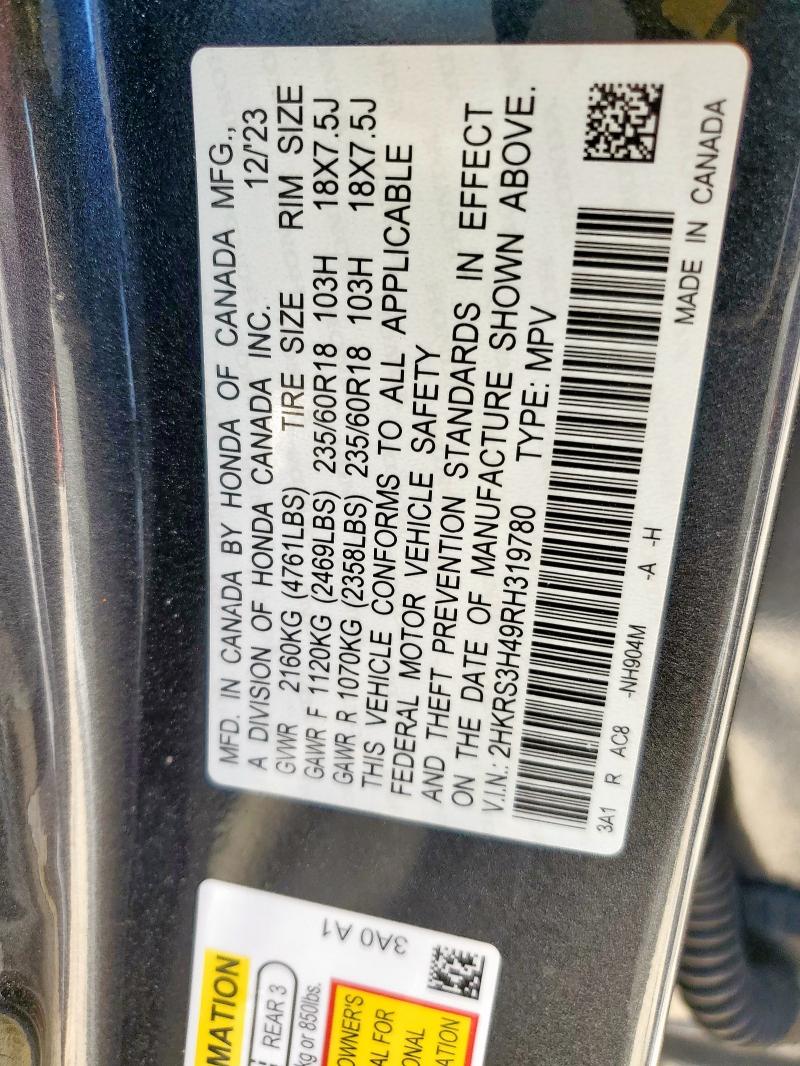 MFD. IN CANADA BY HONDA OF CANADA MFG.,
A DIVISION OF HONDA CANADA INC. 12/'23
GVWR 2160KG (4761LBS) TIRE SIZE RIM SIZE
GAWR F 1120KG (2469LBS) 235/60R18 103H 18X7.5J
GAWR R 1070KG (2358LBS) 235/60R18 103H 18X7.5J
THIS VEHICLE CONFORMS TO ALL APPLICABLE
FEDERAL MOTOR VEHICLE SAFETY
AND THEFT PREVENTION STANDARDS IN EFFECT
ON THE DATE OF MANUFACTURE SHOWN ABOVE.
V.I.N.: 2HKRS3H49RH319780 TYPE: MPV
3A1 R AC8 -NH904M -A -H
MADE IN CANADA
3A0 A1
MATION
REAR 3
kg or 850lbs.
OWNER'S
AL FOR
ONAL
ATION